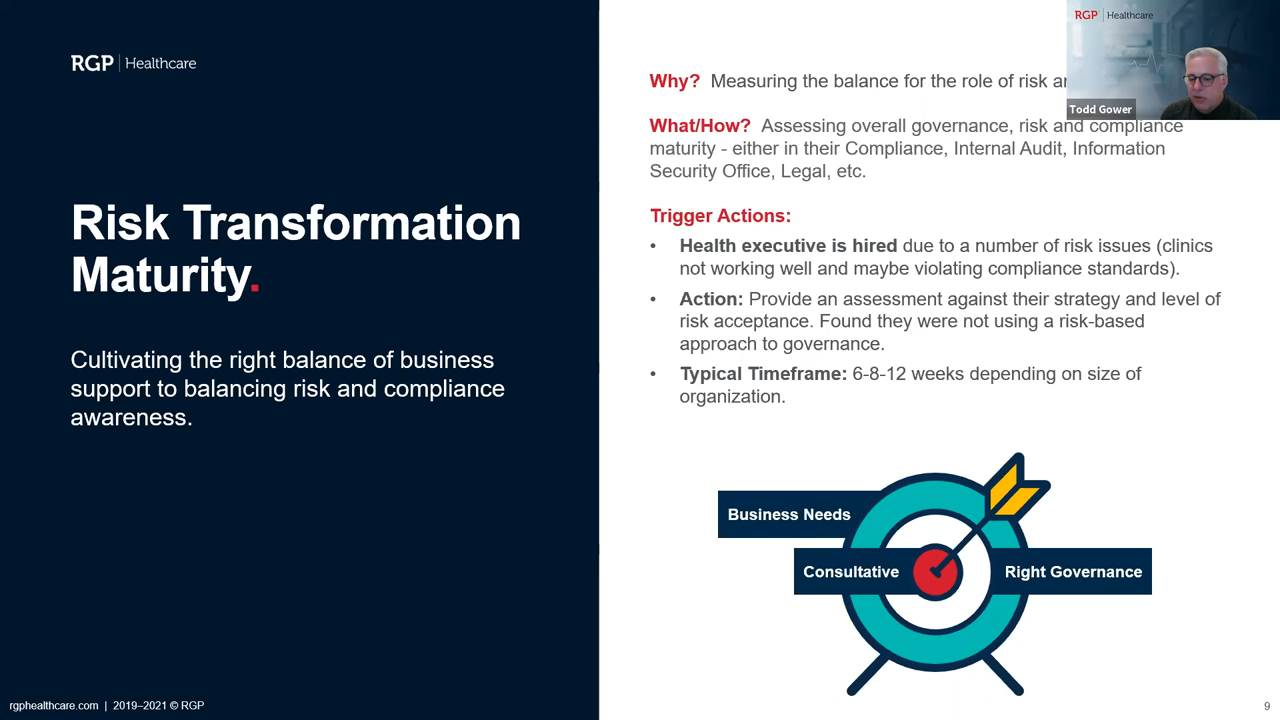 RGP | Healthcare
Risk Transformation
Maturity.
Cultivating the right balance of business
support to balancing risk and compliance
awareness.
rgphealthcare.com | 2019–2021 © RGP
RGP | Healthcare
Todd Gower
Why? Measuring the balance for the role of risk
What/How? Assessing overall governance, risk and compliance
maturity - either in their Compliance, Internal Audit, Information
Security Office, Legal, etc.
Trigger Actions:
• Health executive is hired due to a number of risk issues (clinics
not working well and maybe violating compliance standards).
• Action: Provide an assessment against their strategy and level of
risk acceptance. Found they were not using a risk-based
approach to governance.
• Typical Timeframe: 6-8-12 weeks depending on size of
organization.
Business Needs
Consultative
Right Governance
9